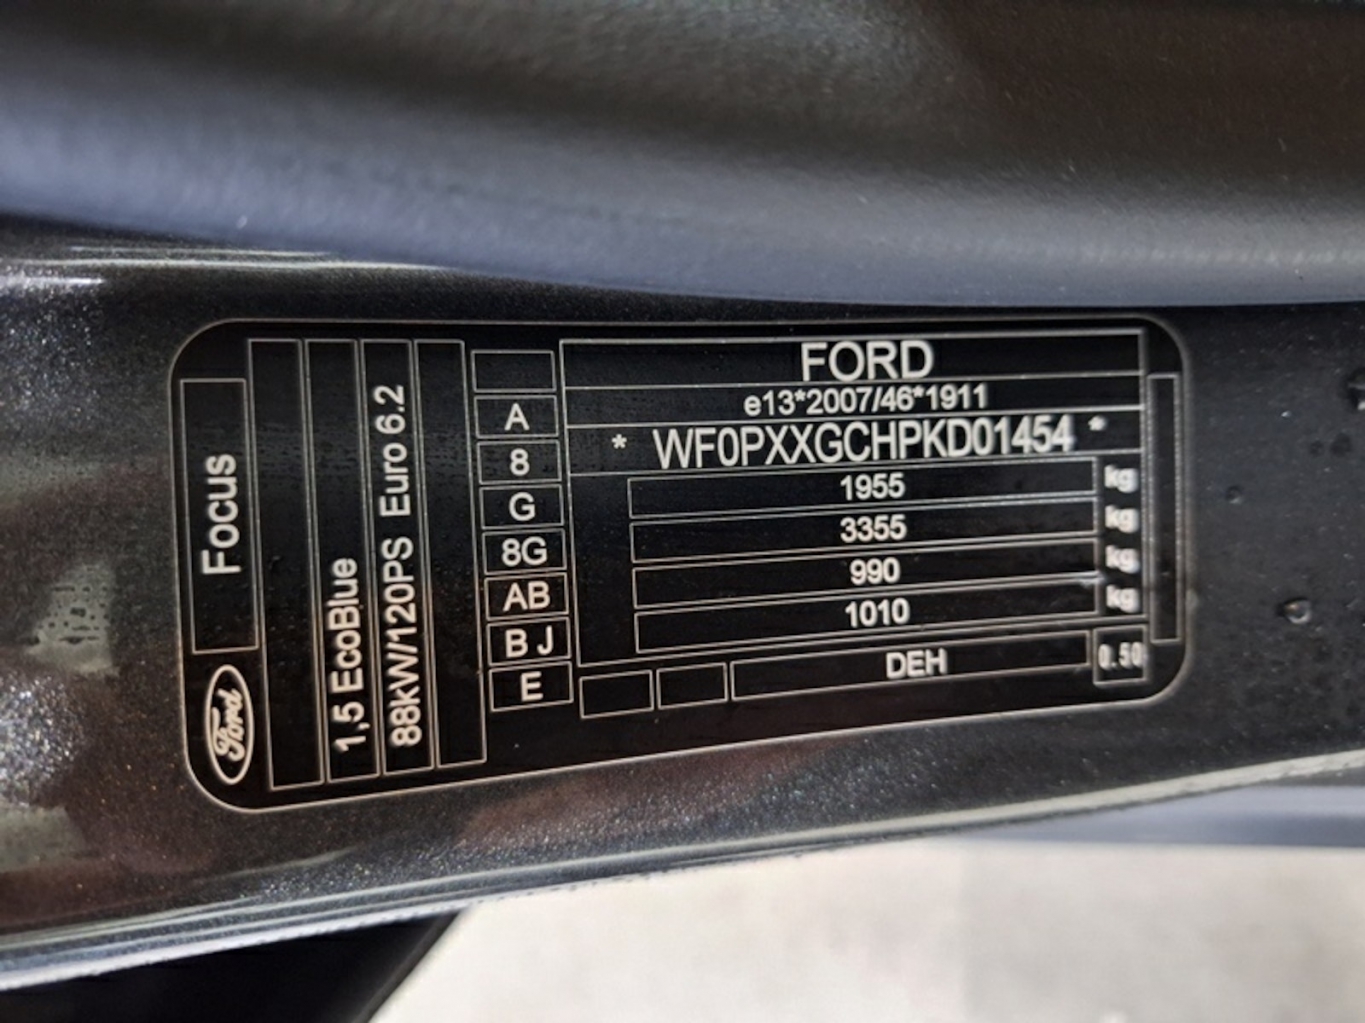 FORD
e13*2007/46*1911
* WF0PXXGCHPKD01454 *
1955 kg
3355 kg
990 kg
1010 kg
DEH 0.50
A
8
G
8G
AB
B J
E
88kW/120PS Euro 6.2
1,5 EcoBlue
Focus
Ford